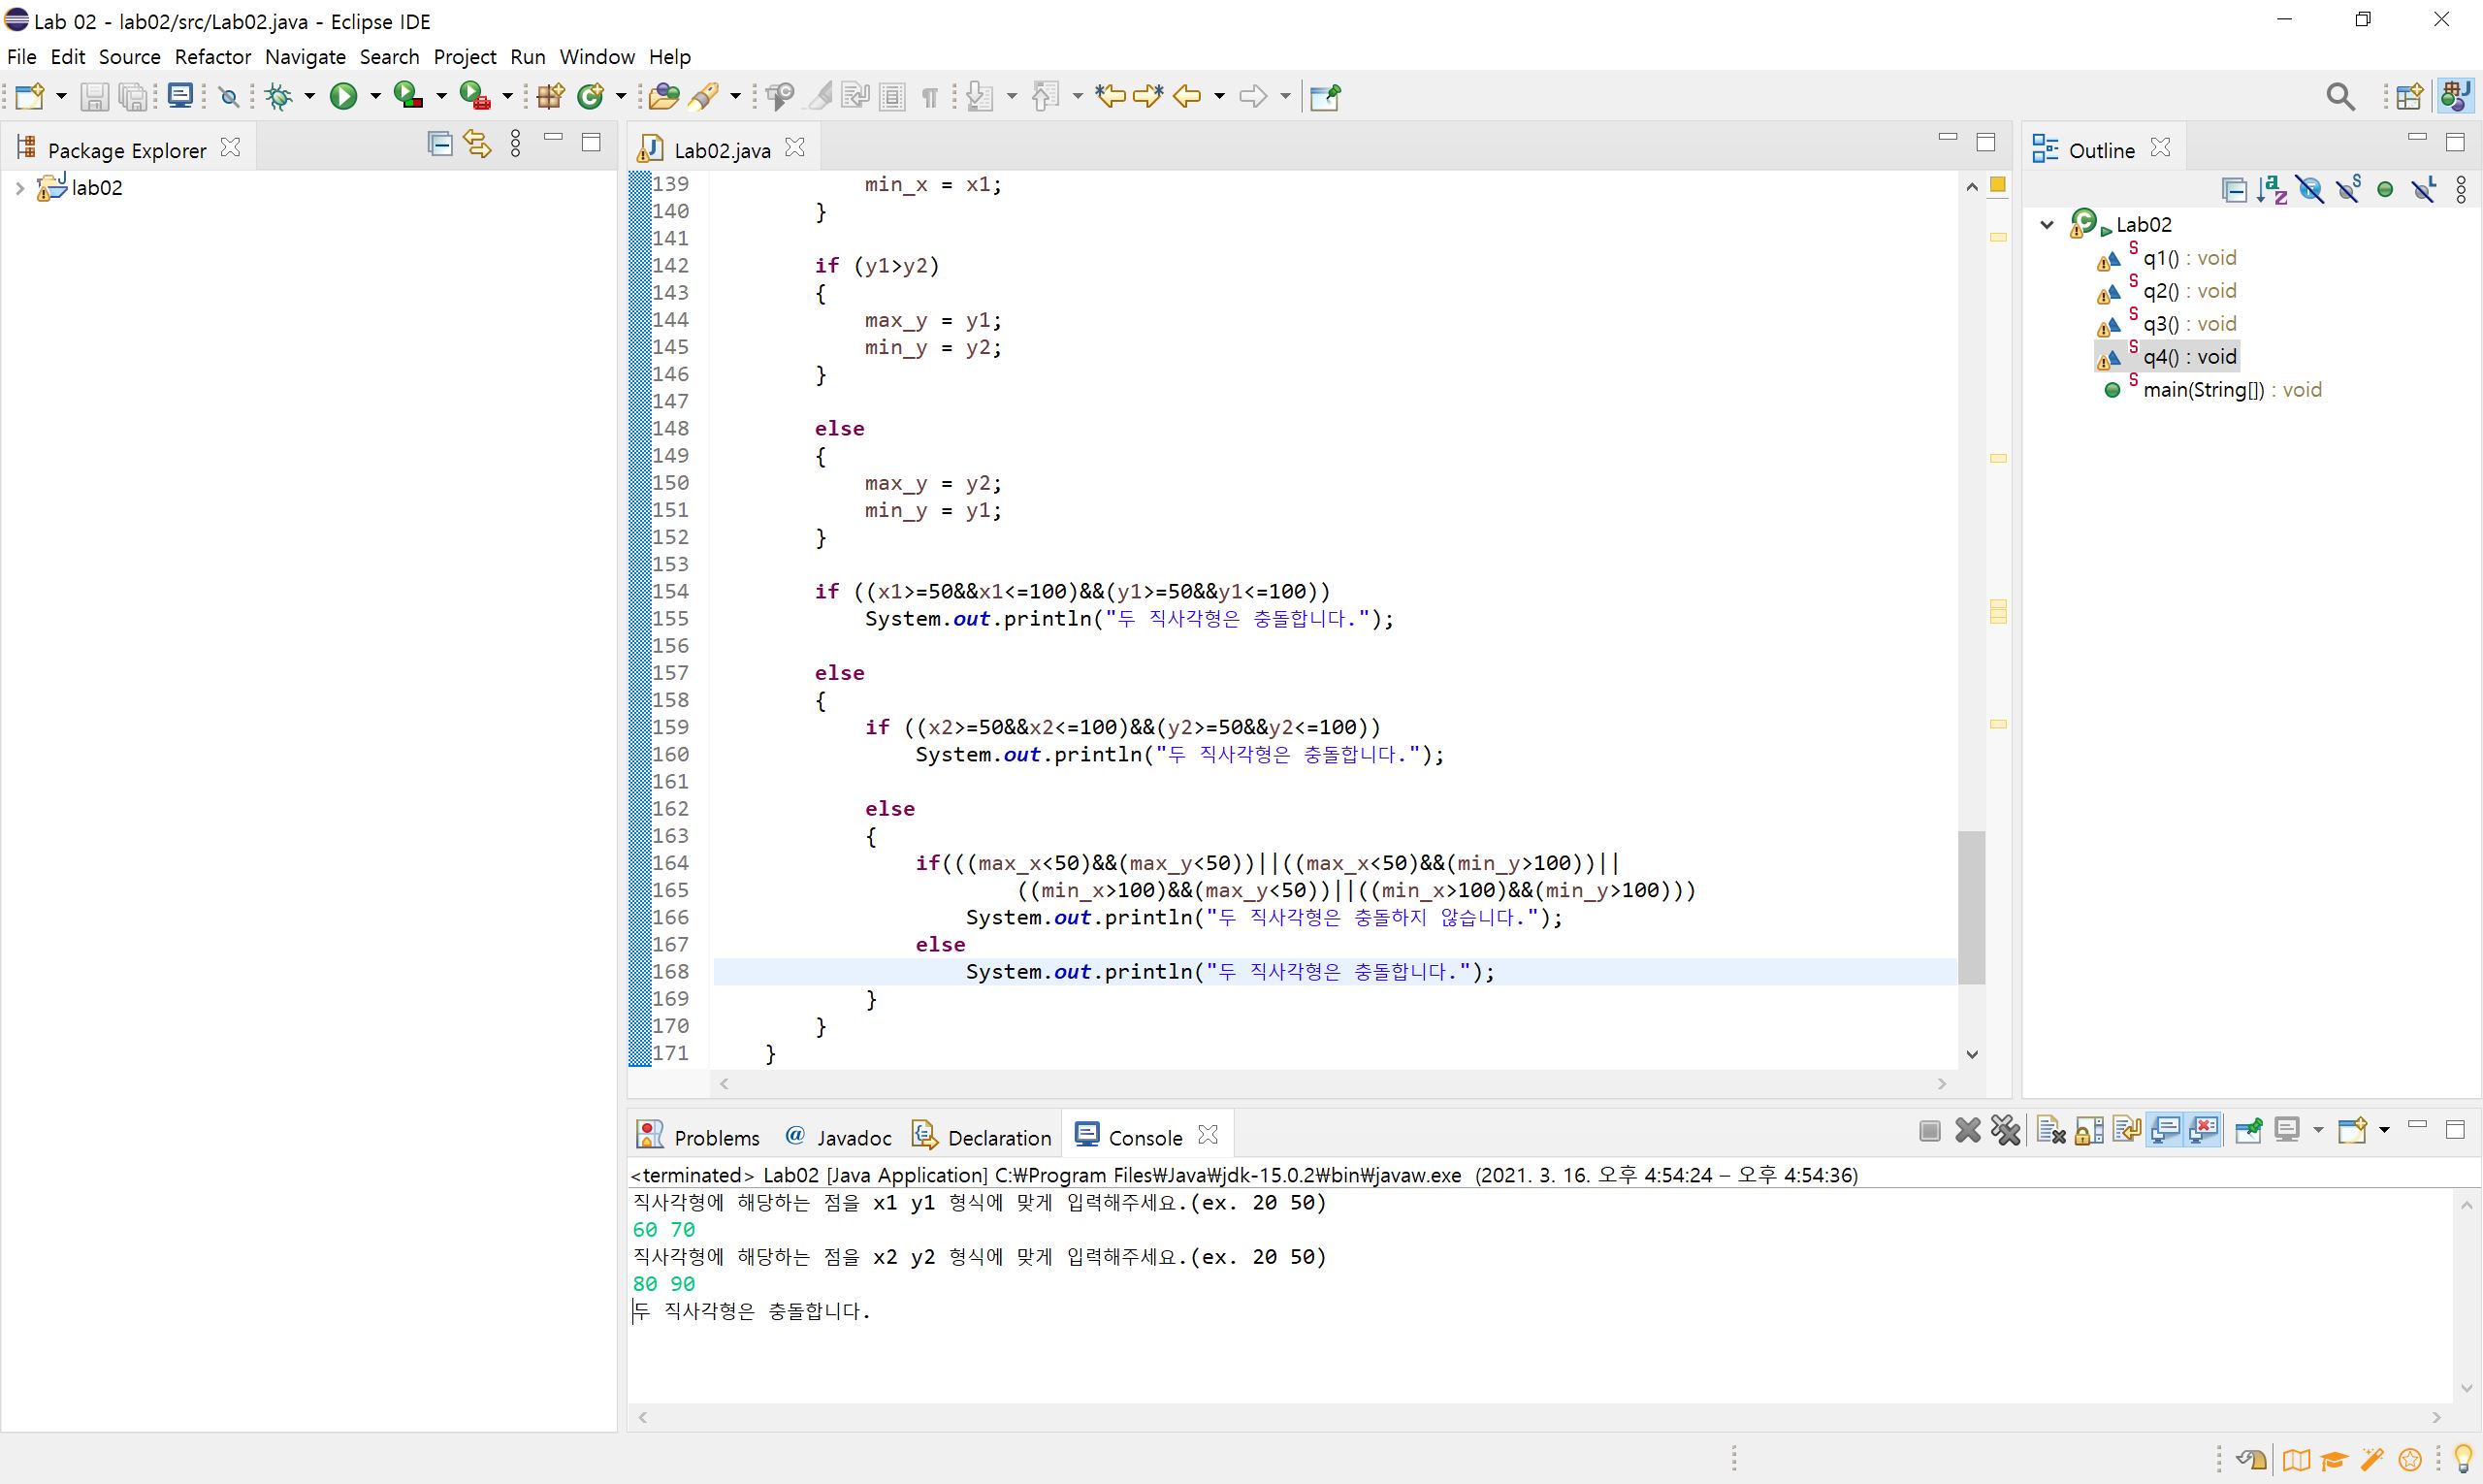 Lab 02 - lab02/src/Lab02.java - Eclipse IDE
File Edit Source Refactor Navigate Search Project Run Window Help
Package Explorer
lab02
Lab02.java
139 min_x = x1;
140 }
141
142 if (y1>y2)
143 {
144 max_y = y1;
145 min_y = y2;
146 }
147
148 else
149 {
150 max_y = y2;
151 min_y = y1;
152 }
153
154 if ((x1>=50&&x1<=100)&&(y1>=50&&y1<=100))
155 System.out.println("두 직사각형은 충돌합니다.");
156
157 else
158 {
159 if ((x2>=50&&x2<=100)&&(y2>=50&&y2<=100))
160 System.out.println("두 직사각형은 충돌합니다.");
161
162 else
163 {
164 if(((max_x<50)&&(max_y<50))||((max_x<50)&&(min_y>100))||
165 ((min_x>100)&&(max_y<50))||((min_x>100)&&(min_y>100)))
166 System.out.println("두 직사각형은 충돌하지 않습니다.");
167 else
168 System.out.println("두 직사각형은 충돌합니다.");
169 }
170 }
171 }
Outline
Lab02
q1() : void
q2() : void
q3() : void
q4() : void
main(String[]) : void
Problems @ Javadoc Declaration Console
<terminated> Lab02 [Java Application] C:₩Program Files₩Java₩jdk-15.0.2₩bin₩javaw.exe (2021. 3. 16. 오후 4:54:24 – 오후 4:54:36)
직사각형에 해당하는 점을 x1 y1 형식에 맞게 입력해주세요.(ex. 20 50)
60 70
직사각형에 해당하는 점을 x2 y2 형식에 맞게 입력해주세요.(ex. 20 50)
80 90
두 직사각형은 충돌합니다.